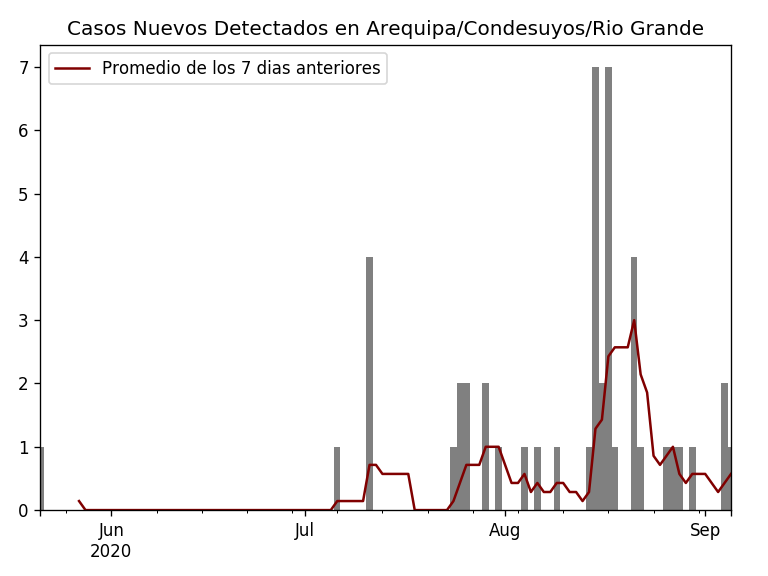 Casos Nuevos Detectados en Arequipa/Condesuyos/Rio Grande
Promedio de los 7 dias anteriores
7
6
5
4
3
2
1
0
Jun
2020
Jul
Aug
Sep